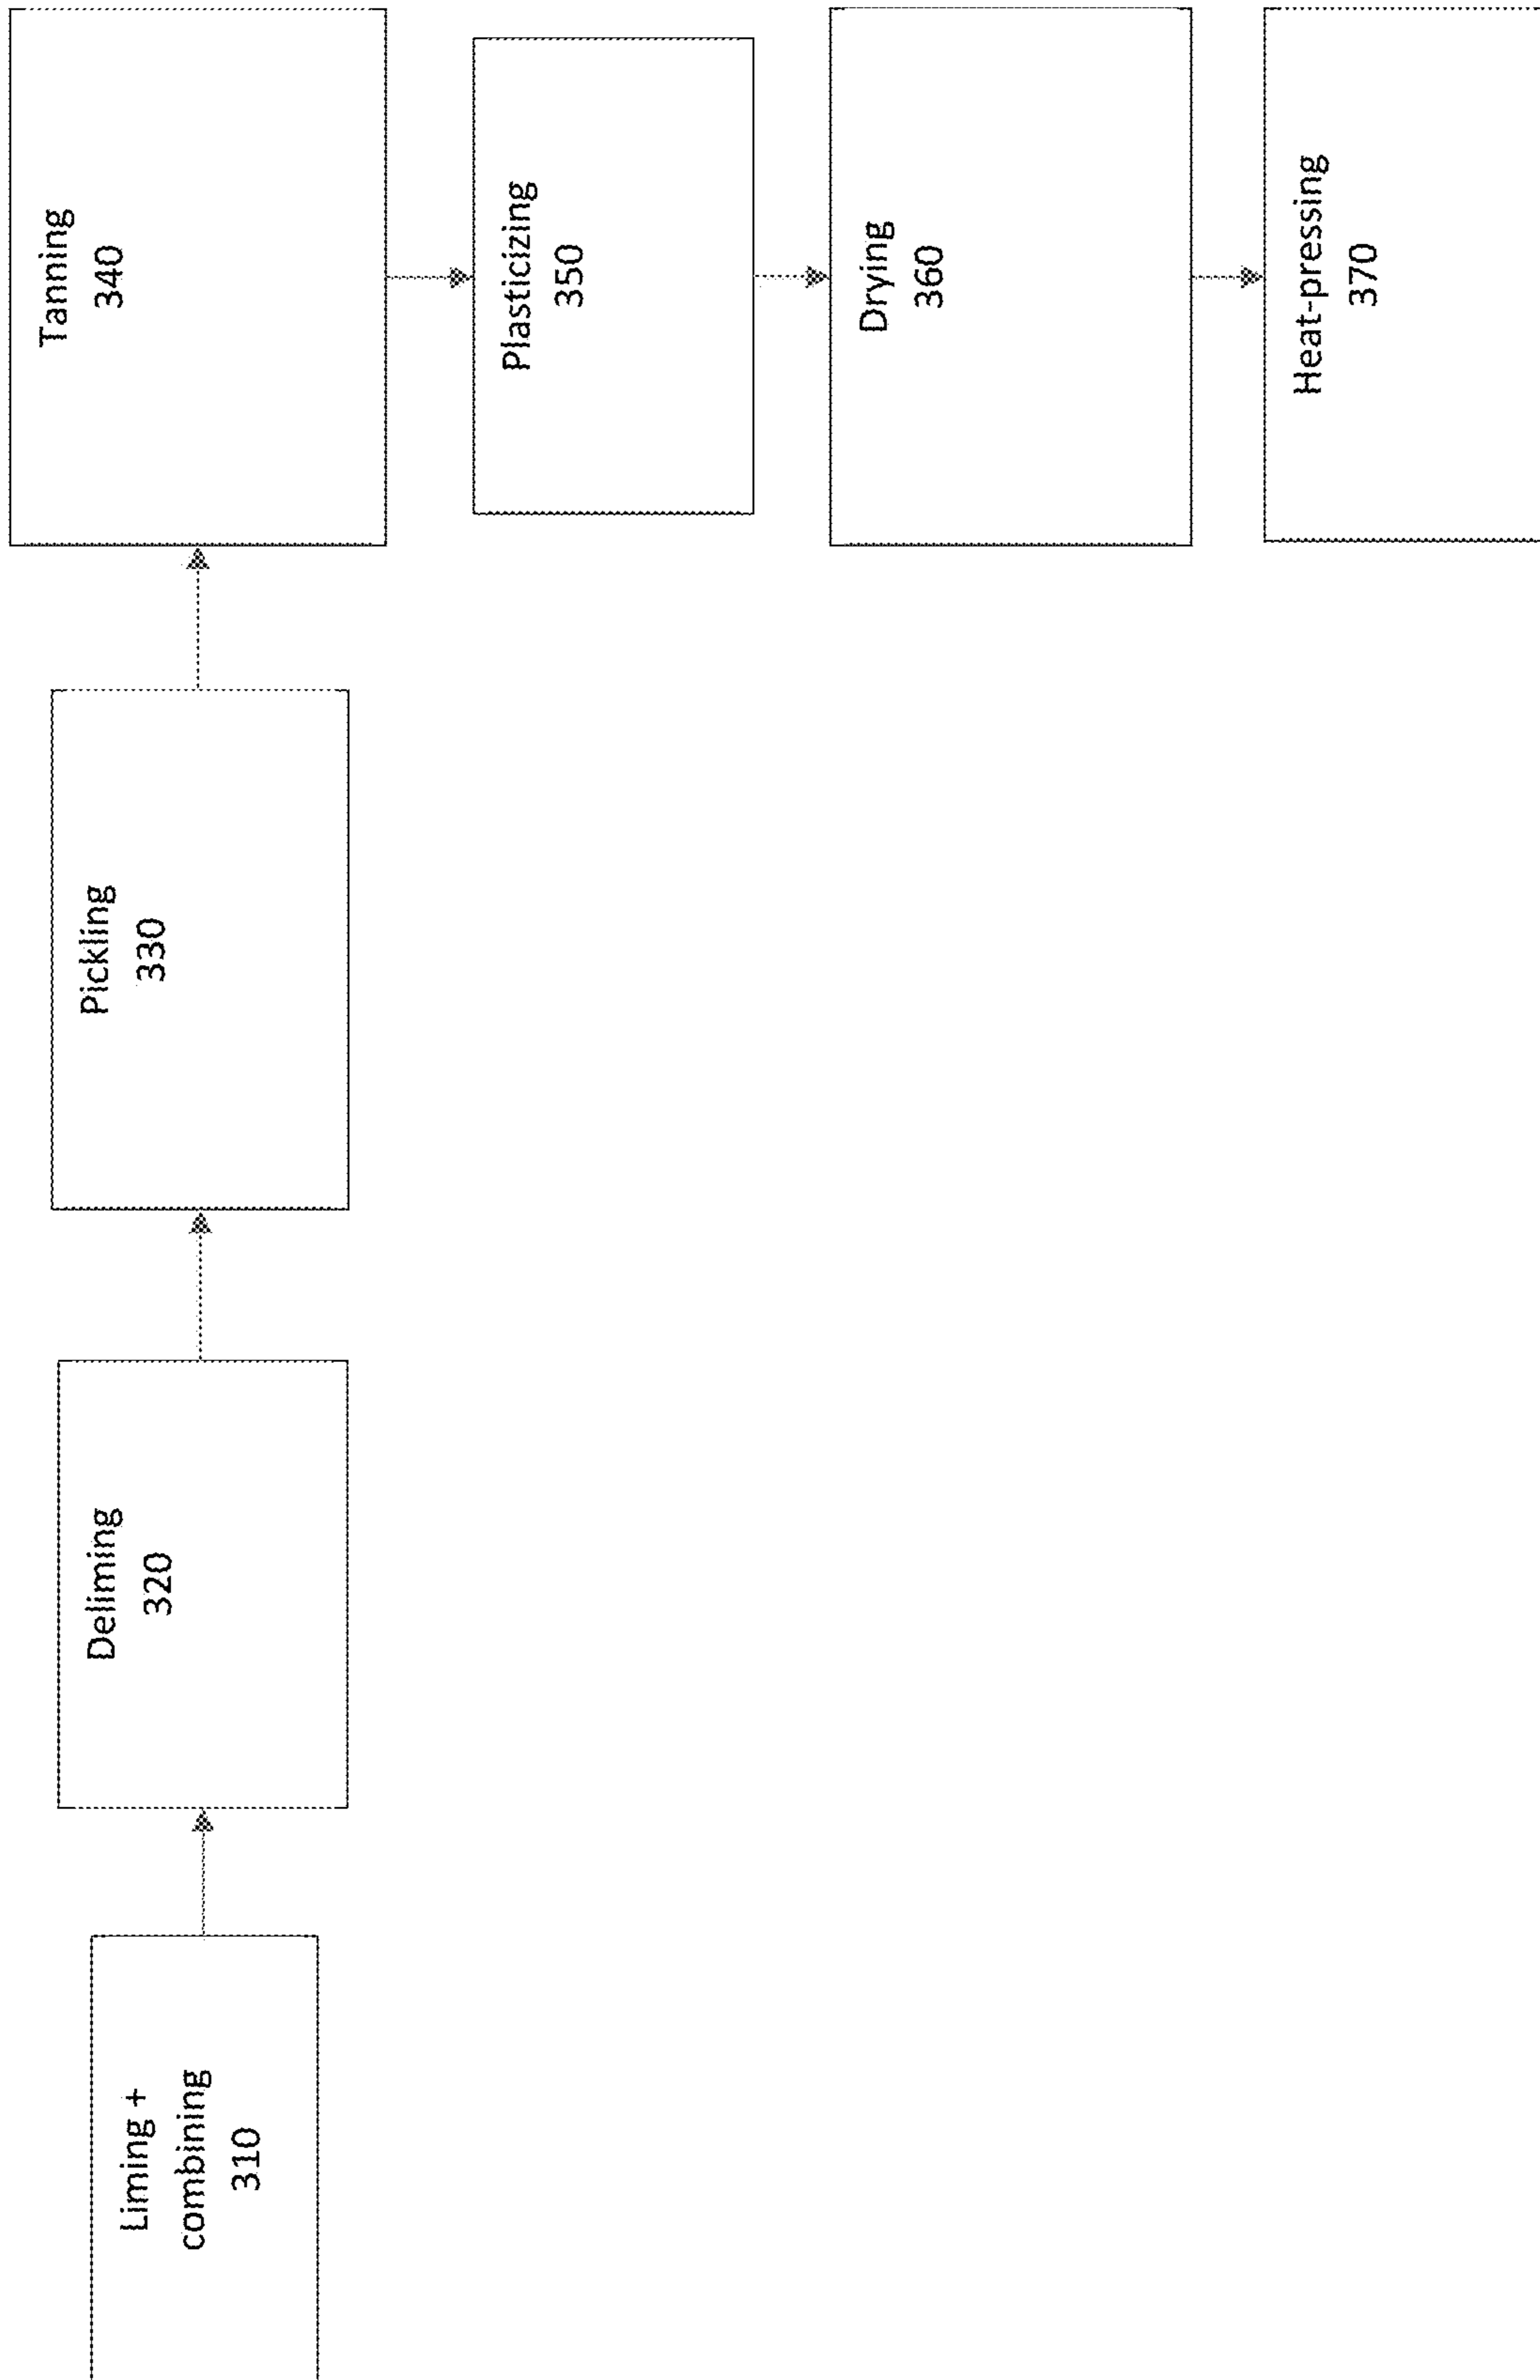 Liming +
combining
310
Deliming
320
Pickling
330
Tanning
340
Plasticizing
350
Drying
360
Heat-pressing
370